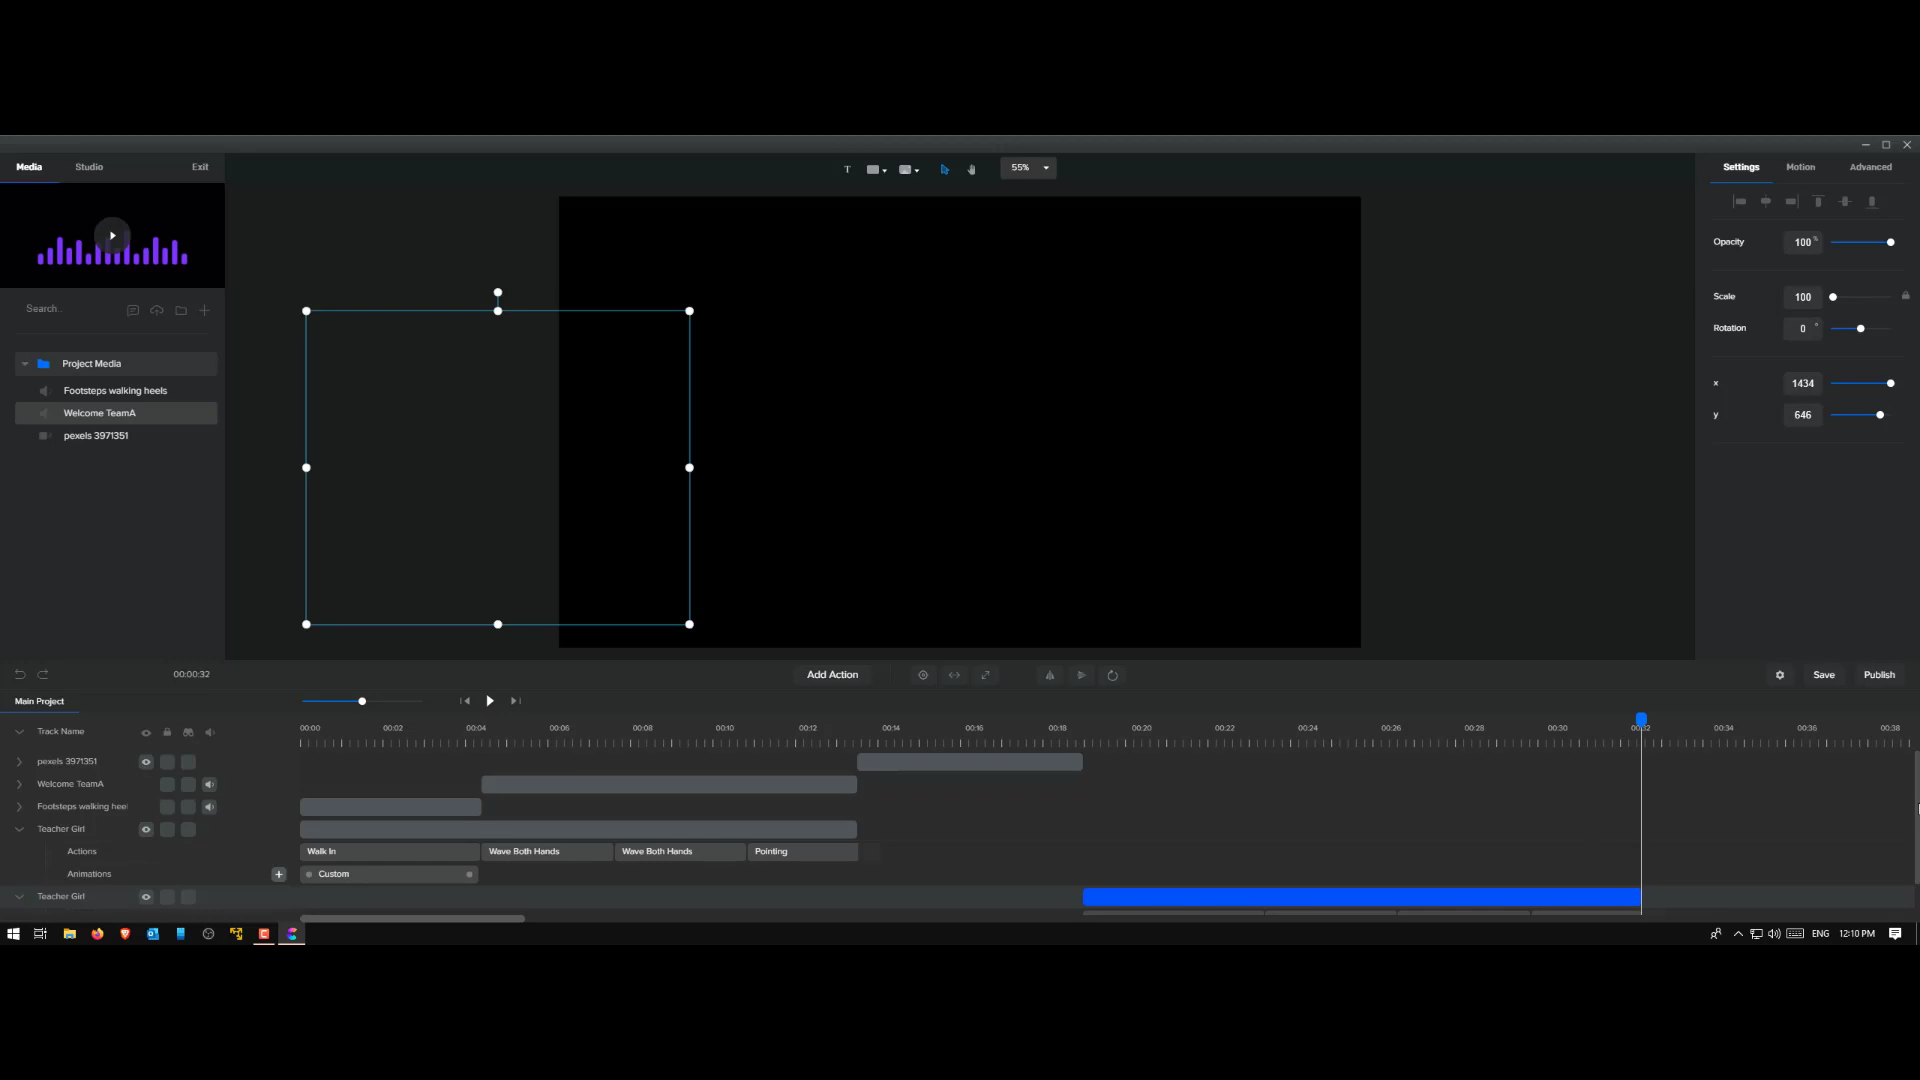 Media Studio Exit
T 55%
Settings Motion Advanced
Opacity 100 %
Search..
Scale 100
Rotation 0 °
Project Media
Footsteps walking heels
Welcome TeamA
pexels 3971351
x 1434
y 646
00:00:32
Add Action
Save Publish
Main Project
Track Name
00:00 00:02 00:04 00:06 00:08 00:10 00:12 00:14 00:16 00:18 00:20 00:22 00:24 00:26 00:28 00:30 00:32 00:34 00:36 00:38
pexels 3971351
Welcome TeamA
Footsteps walking heel
Teacher Girl
Actions Walk In Wave Both Hands Wave Both Hands Pointing
Animations + Custom
Teacher Girl
ENG 12:10 PM